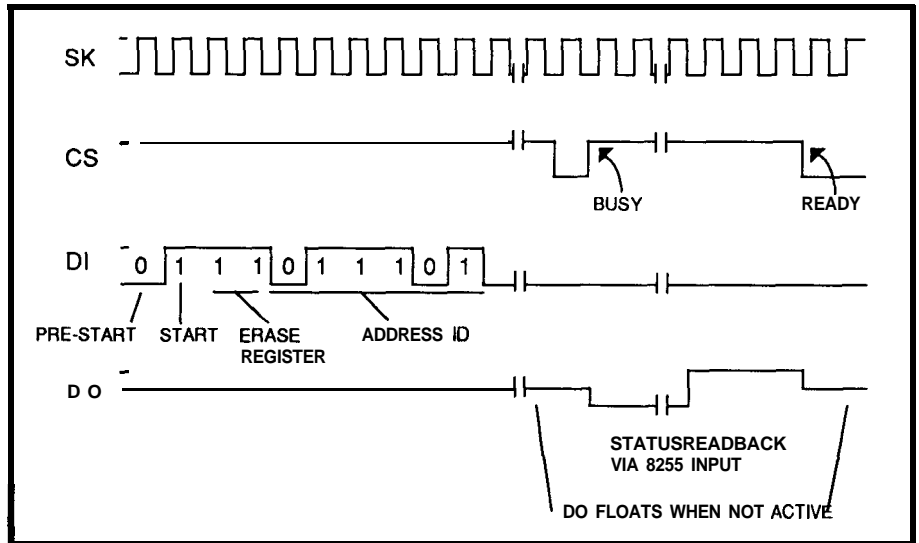 SK
CS
BUSY
READY
DI 0 1 1 1 0 1 1 1 0 1
PRE-START START ERASE REGISTER ADDRESS ID
DO
STATUSREADBACK
VIA 8255 INPUT
DO FLOATS WHEN NOT ACTIVE